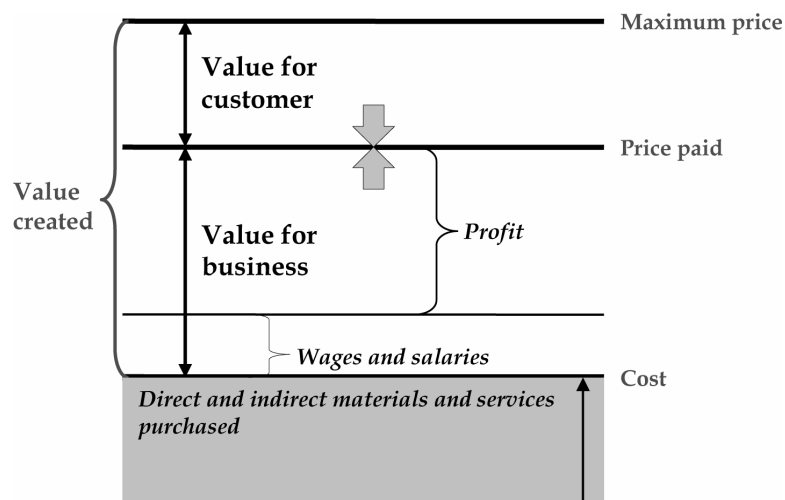 Maximum price
Value for
customer
Price paid
Value
created
Value for
business
Profit
Wages and salaries
Cost
Direct and indirect materials and services
purchased